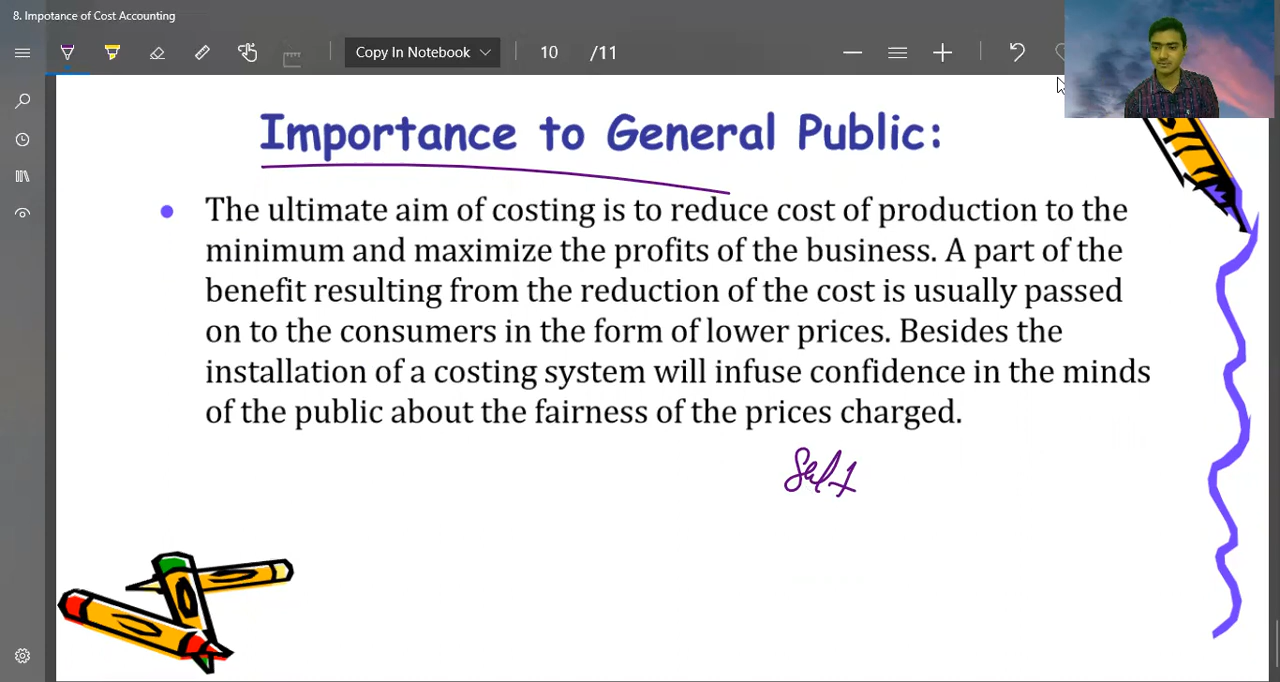 8. Impotance of Cost Accounting
Copy In Notebook 10 /11
Importance to General Public:
The ultimate aim of costing is to reduce cost of production to the
minimum and maximize the profits of the business. A part of the
benefit resulting from the reduction of the cost is usually passed
on to the consumers in the form of lower prices. Besides the
installation of a costing system will infuse confidence in the minds
of the public about the fairness of the prices charged.